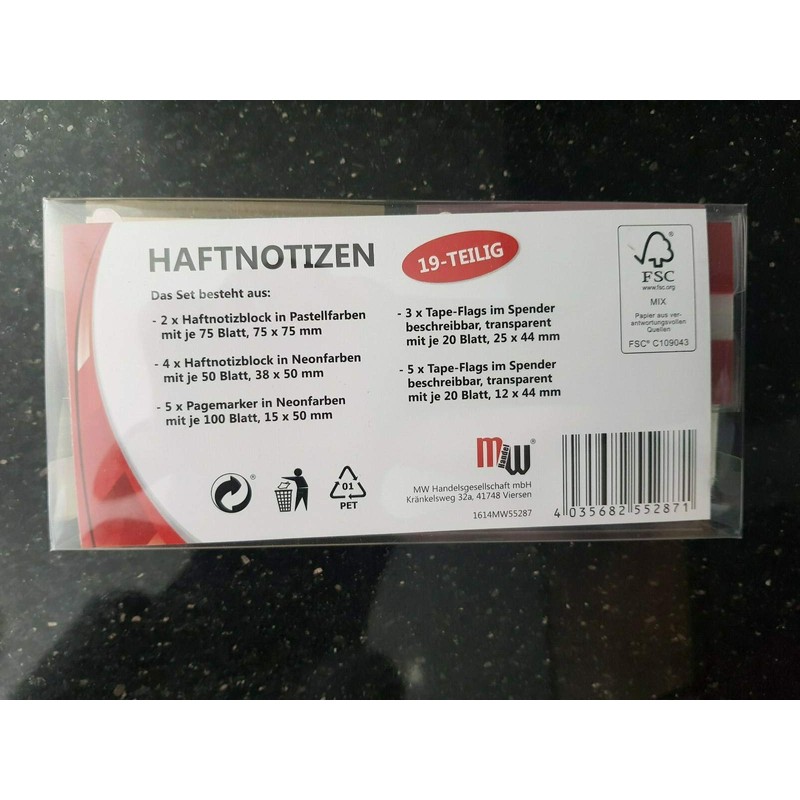 HAFTNOTIZEN
19-TEILIG
Das Set besteht aus:
- 2 x Haftnotizblock in Pastellfarben
mit je 75 Blatt, 75 x 75 mm
- 4 x Haftnotizblock in Neonfarben
mit je 50 Blatt, 38 x 50 mm
- 5 x Pagemarker in Neonfarben
mit je 100 Blatt, 15 x 50 mm
- 3 x Tape-Flags im Spender
beschreibbar, transparent
mit je 20 Blatt, 25 x 44 mm
- 5 x Tape-Flags im Spender
beschreibbar, transparent
mit je 20 Blatt, 12 x 44 mm
®
FSC
www.fsc.org
MIX
Papier aus ver-
antwortungsvollen
Quellen
FSC® C109043
®
01
PET
mw Handel ®
MW Handelsgesellschaft mbH
Kränkelsweg 32a, 41748 Viersen
1614MW55287
4 035682 552871